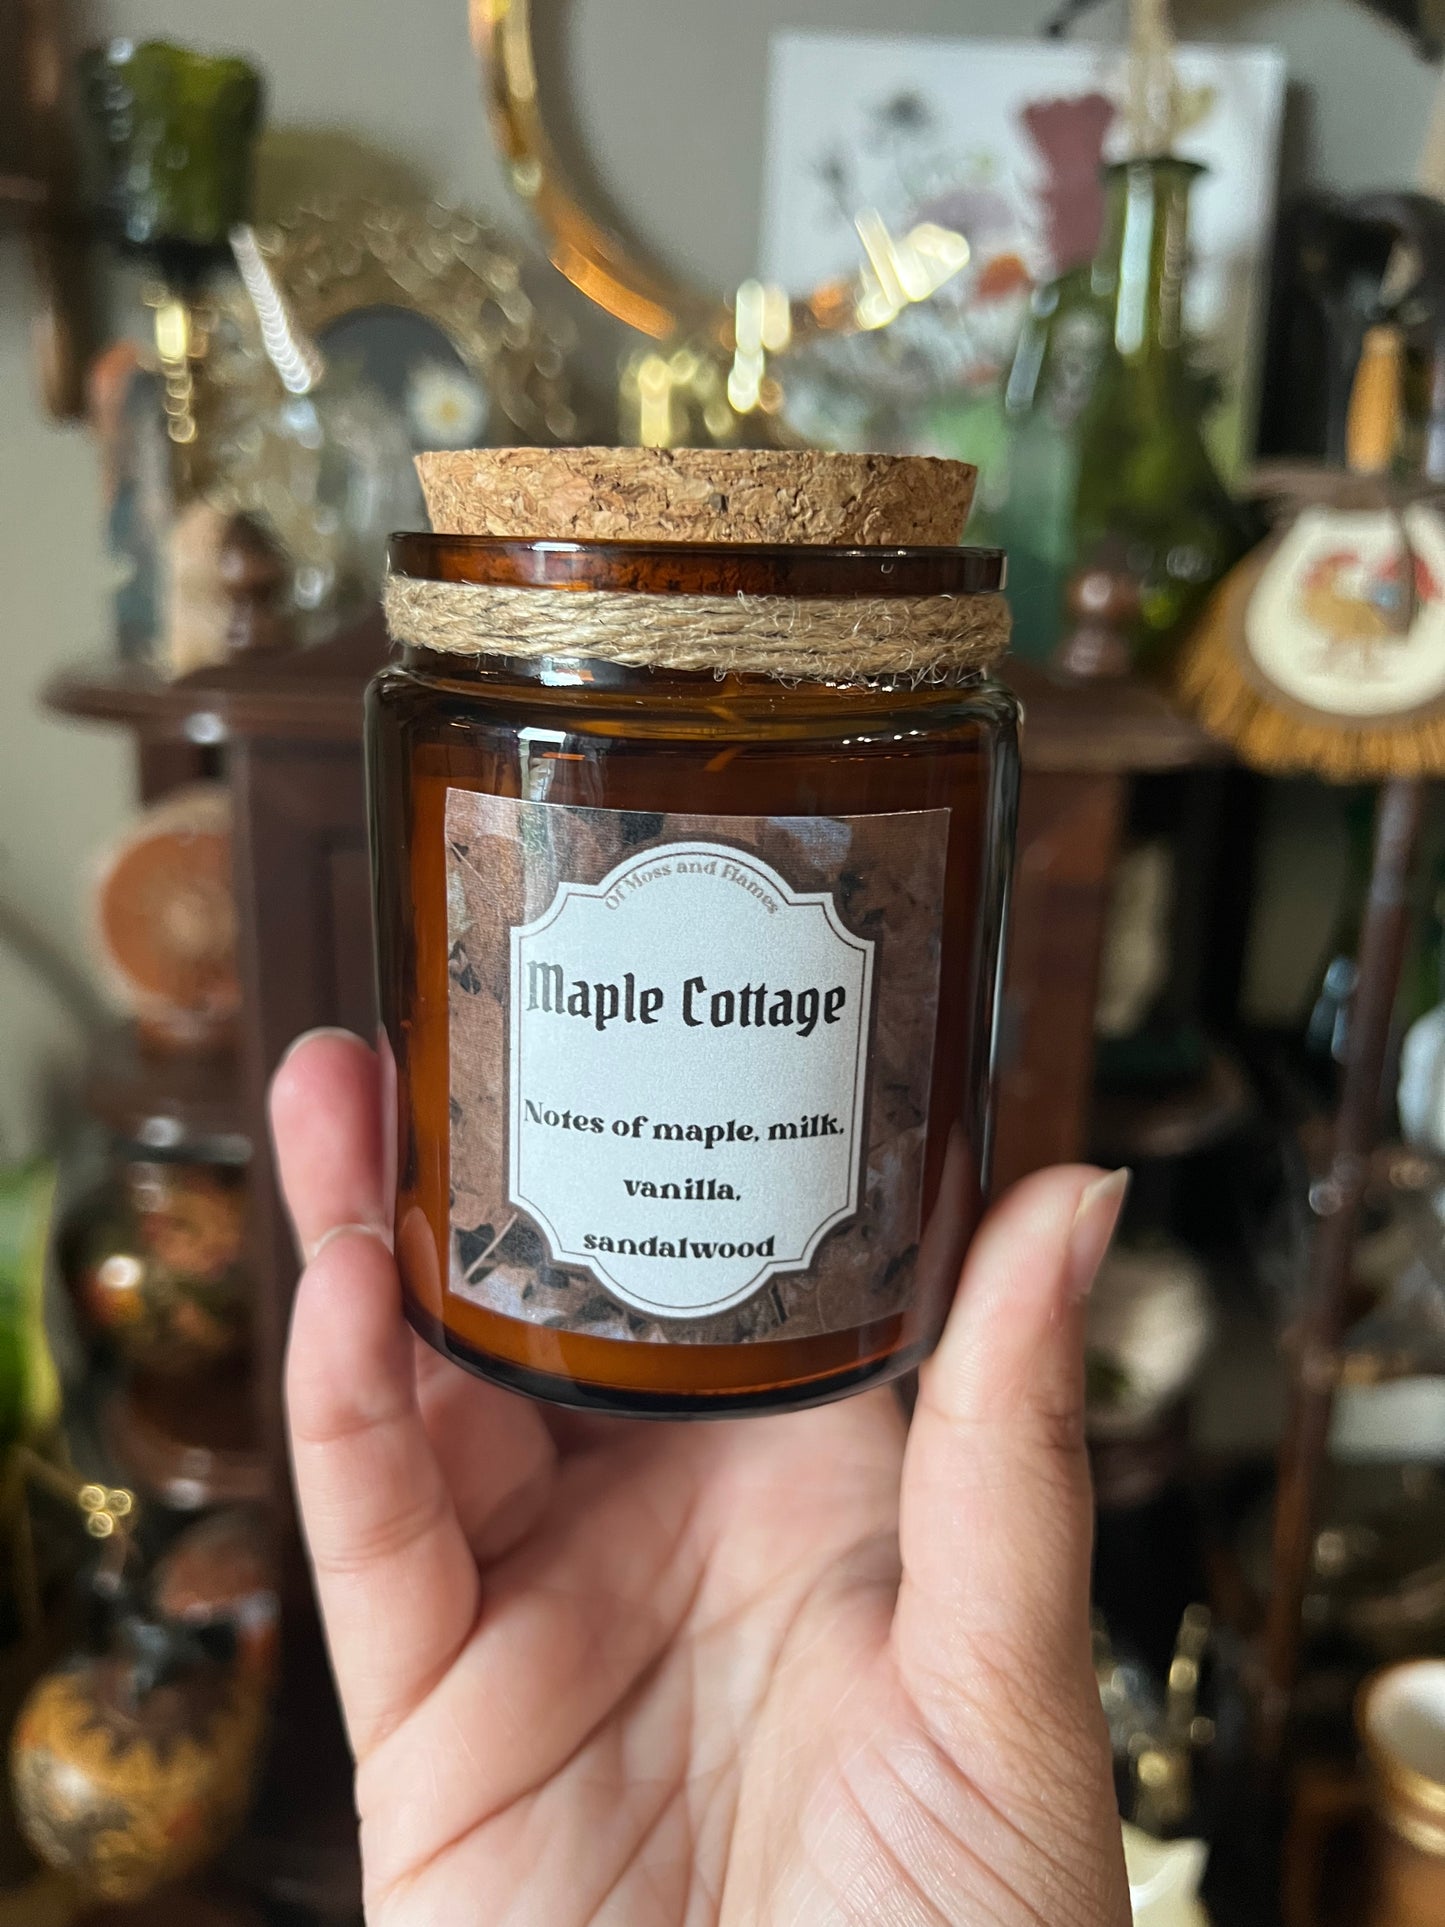 Of Moss and Flames
Maple Cottage
Notes of maple, milk,
vanilla,
sandalwood